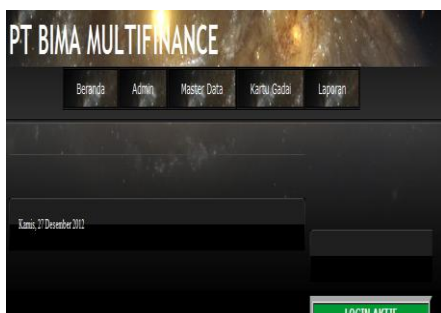 PT BIMA MULTIFINANCE
Beranda Admin Master Data Kartu Gadai Laporan
Kamis, 27 Desember 2012
LOGIN AKTIF